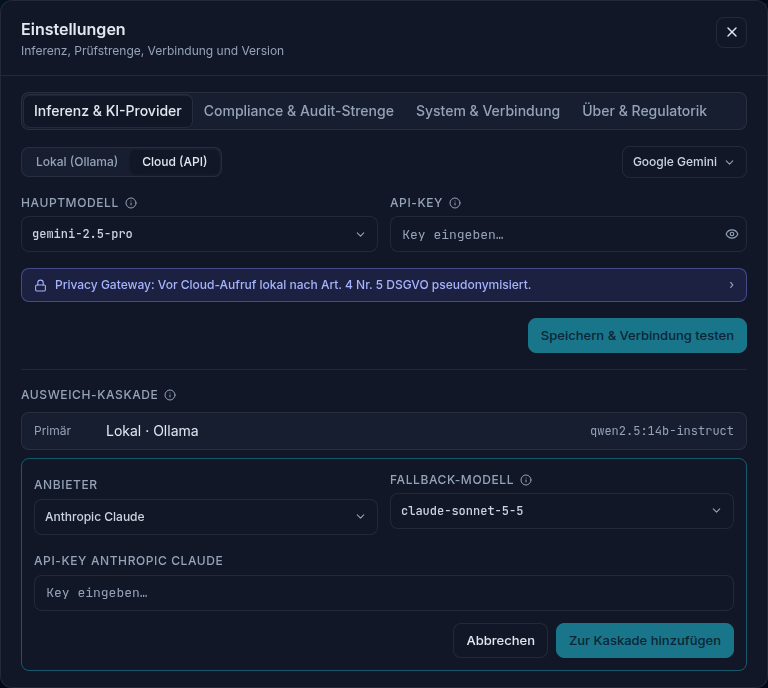 Einstellungen
Inferenz, Prüfstrenge, Verbindung und Version
Inferenz & KI-Provider Compliance & Audit-Strenge System & Verbindung Über & Regulatorik
Lokal (Ollama) Cloud (API) Google Gemini
HAUPTMODELL API-KEY
gemini-2.5-pro Key eingeben…
Privacy Gateway: Vor Cloud-Aufruf lokal nach Art. 4 Nr. 5 DSGVO pseudonymisiert.
Speichern & Verbindung testen
AUSWEICH-KASKADE
Primär Lokal · Ollama qwen2.5:14b-instruct
ANBIETER FALLBACK-MODELL
Anthropic Claude claude-sonnet-5-5
API-KEY ANTHROPIC CLAUDE
Key eingeben…
Abbrechen Zur Kaskade hinzufügen